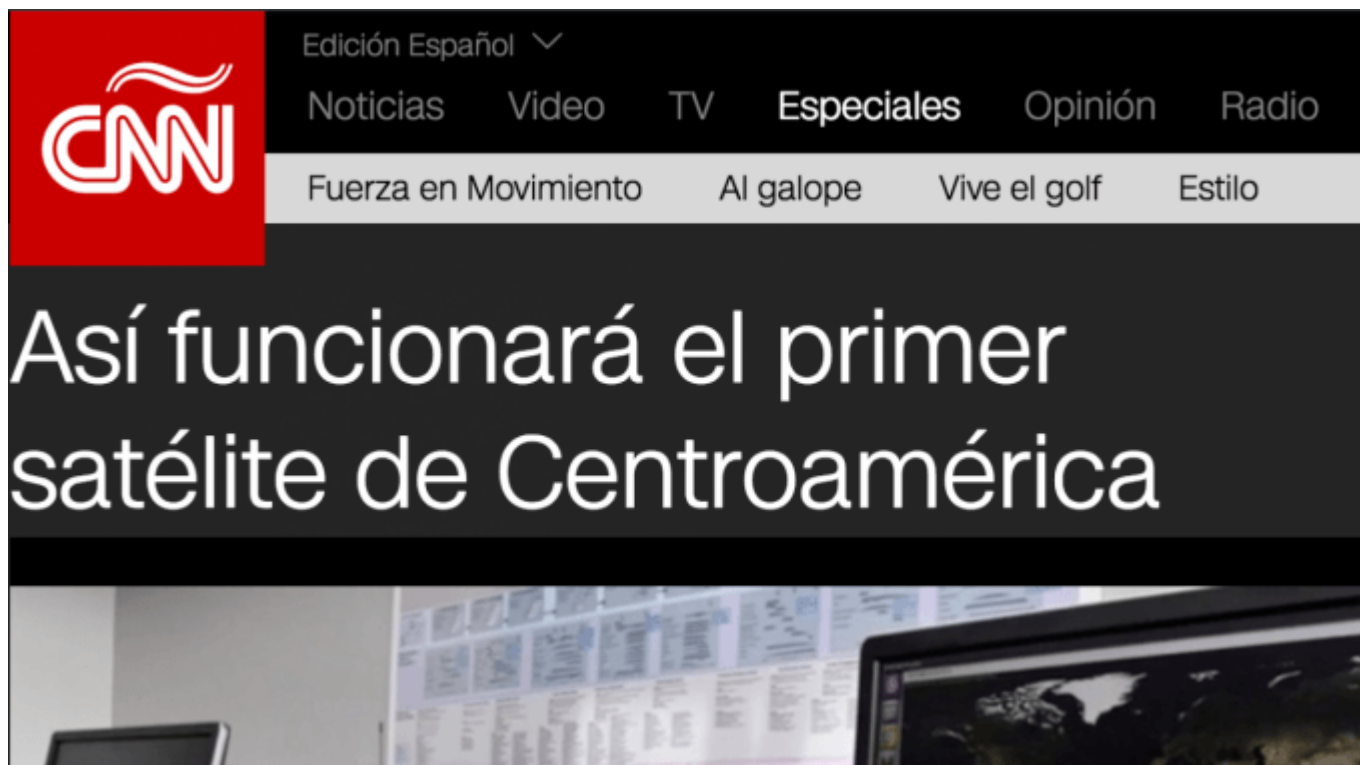 CNN
Edición Español
Noticias Video TV Especiales Opinión Radio
Fuerza en Movimiento Al galope Vive el golf Estilo
Así funcionará el primer
satélite de Centroamérica